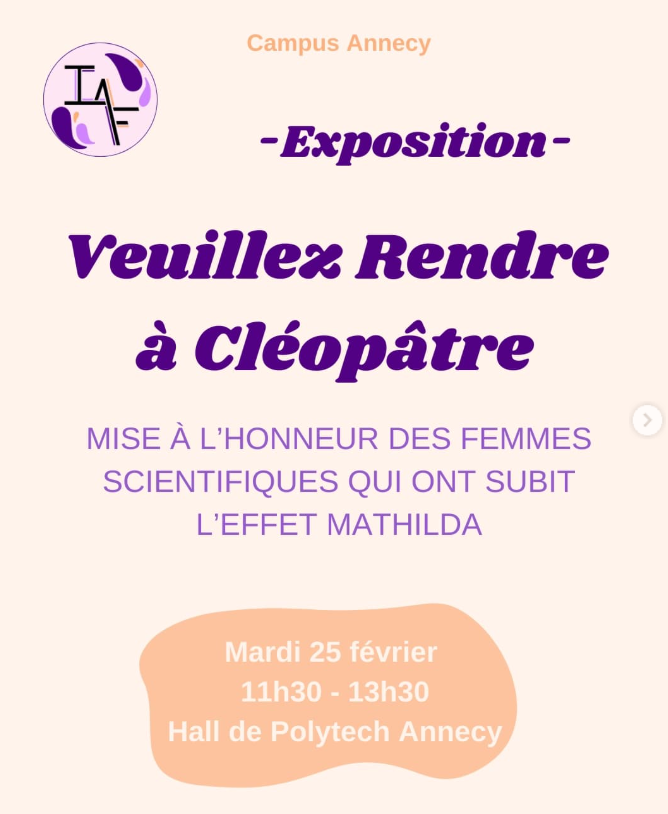 Campus Annecy
IAF
-Exposition-
Veuillez Rendre
à Cléopâtre
MISE À L’HONNEUR DES FEMMES
SCIENTIFIQUES QUI ONT SUBIT
L’EFFET MATHILDA
Mardi 25 février
11h30 - 13h30
Hall de Polytech Annecy